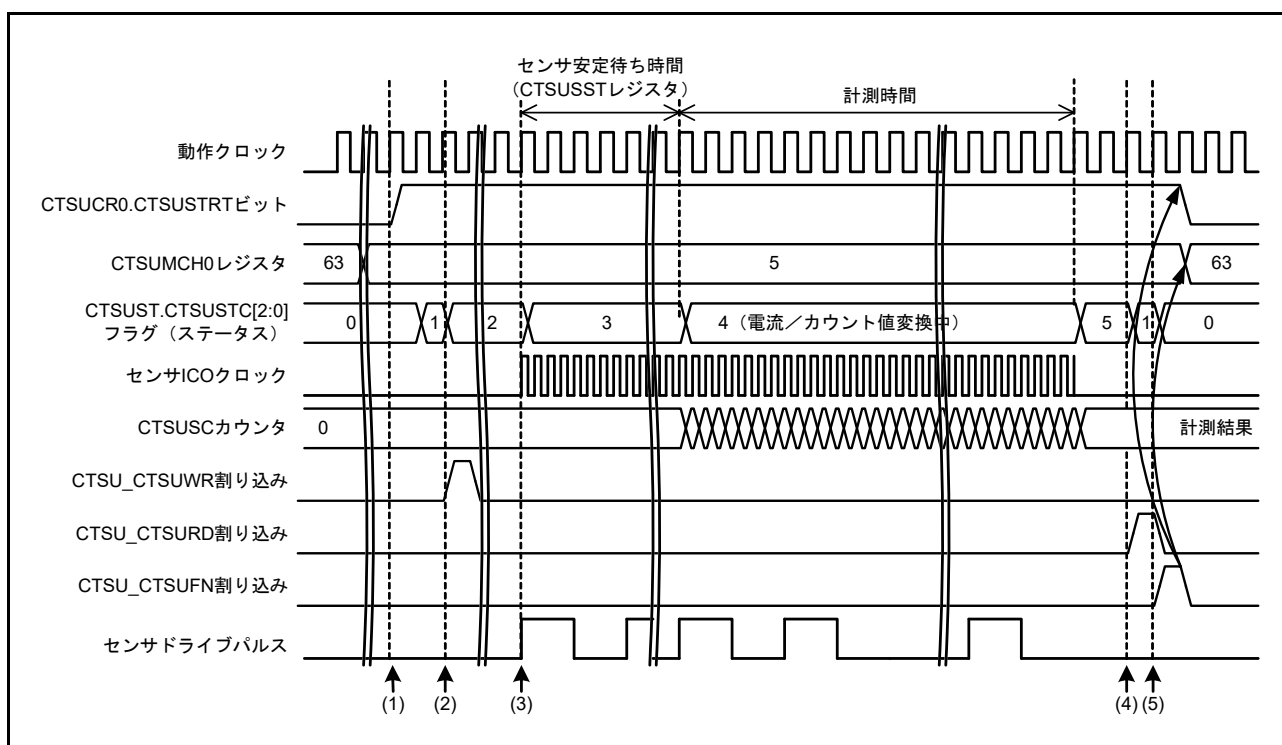 センサ安定待ち時間
(CTSUSSTレジスタ)
計測時間
動作クロック
CTSUCR0.CTSUSTRTビット
CTSUMCH0レジスタ
63
5
63
CTSUST.CTSUSTC[2:0]
フラグ（ステータス）
0
1
2
3
4（電流／カウント値変換中）
5
1
0
センサICOクロック
CTSUSCカウンタ
0
計測結果
CTSU_CTSUWR割り込み
CTSU_CTSURD割り込み
CTSU_CTSUFN割り込み
センサドライブパルス
(1)
(2)
(3)
(4)
(5)